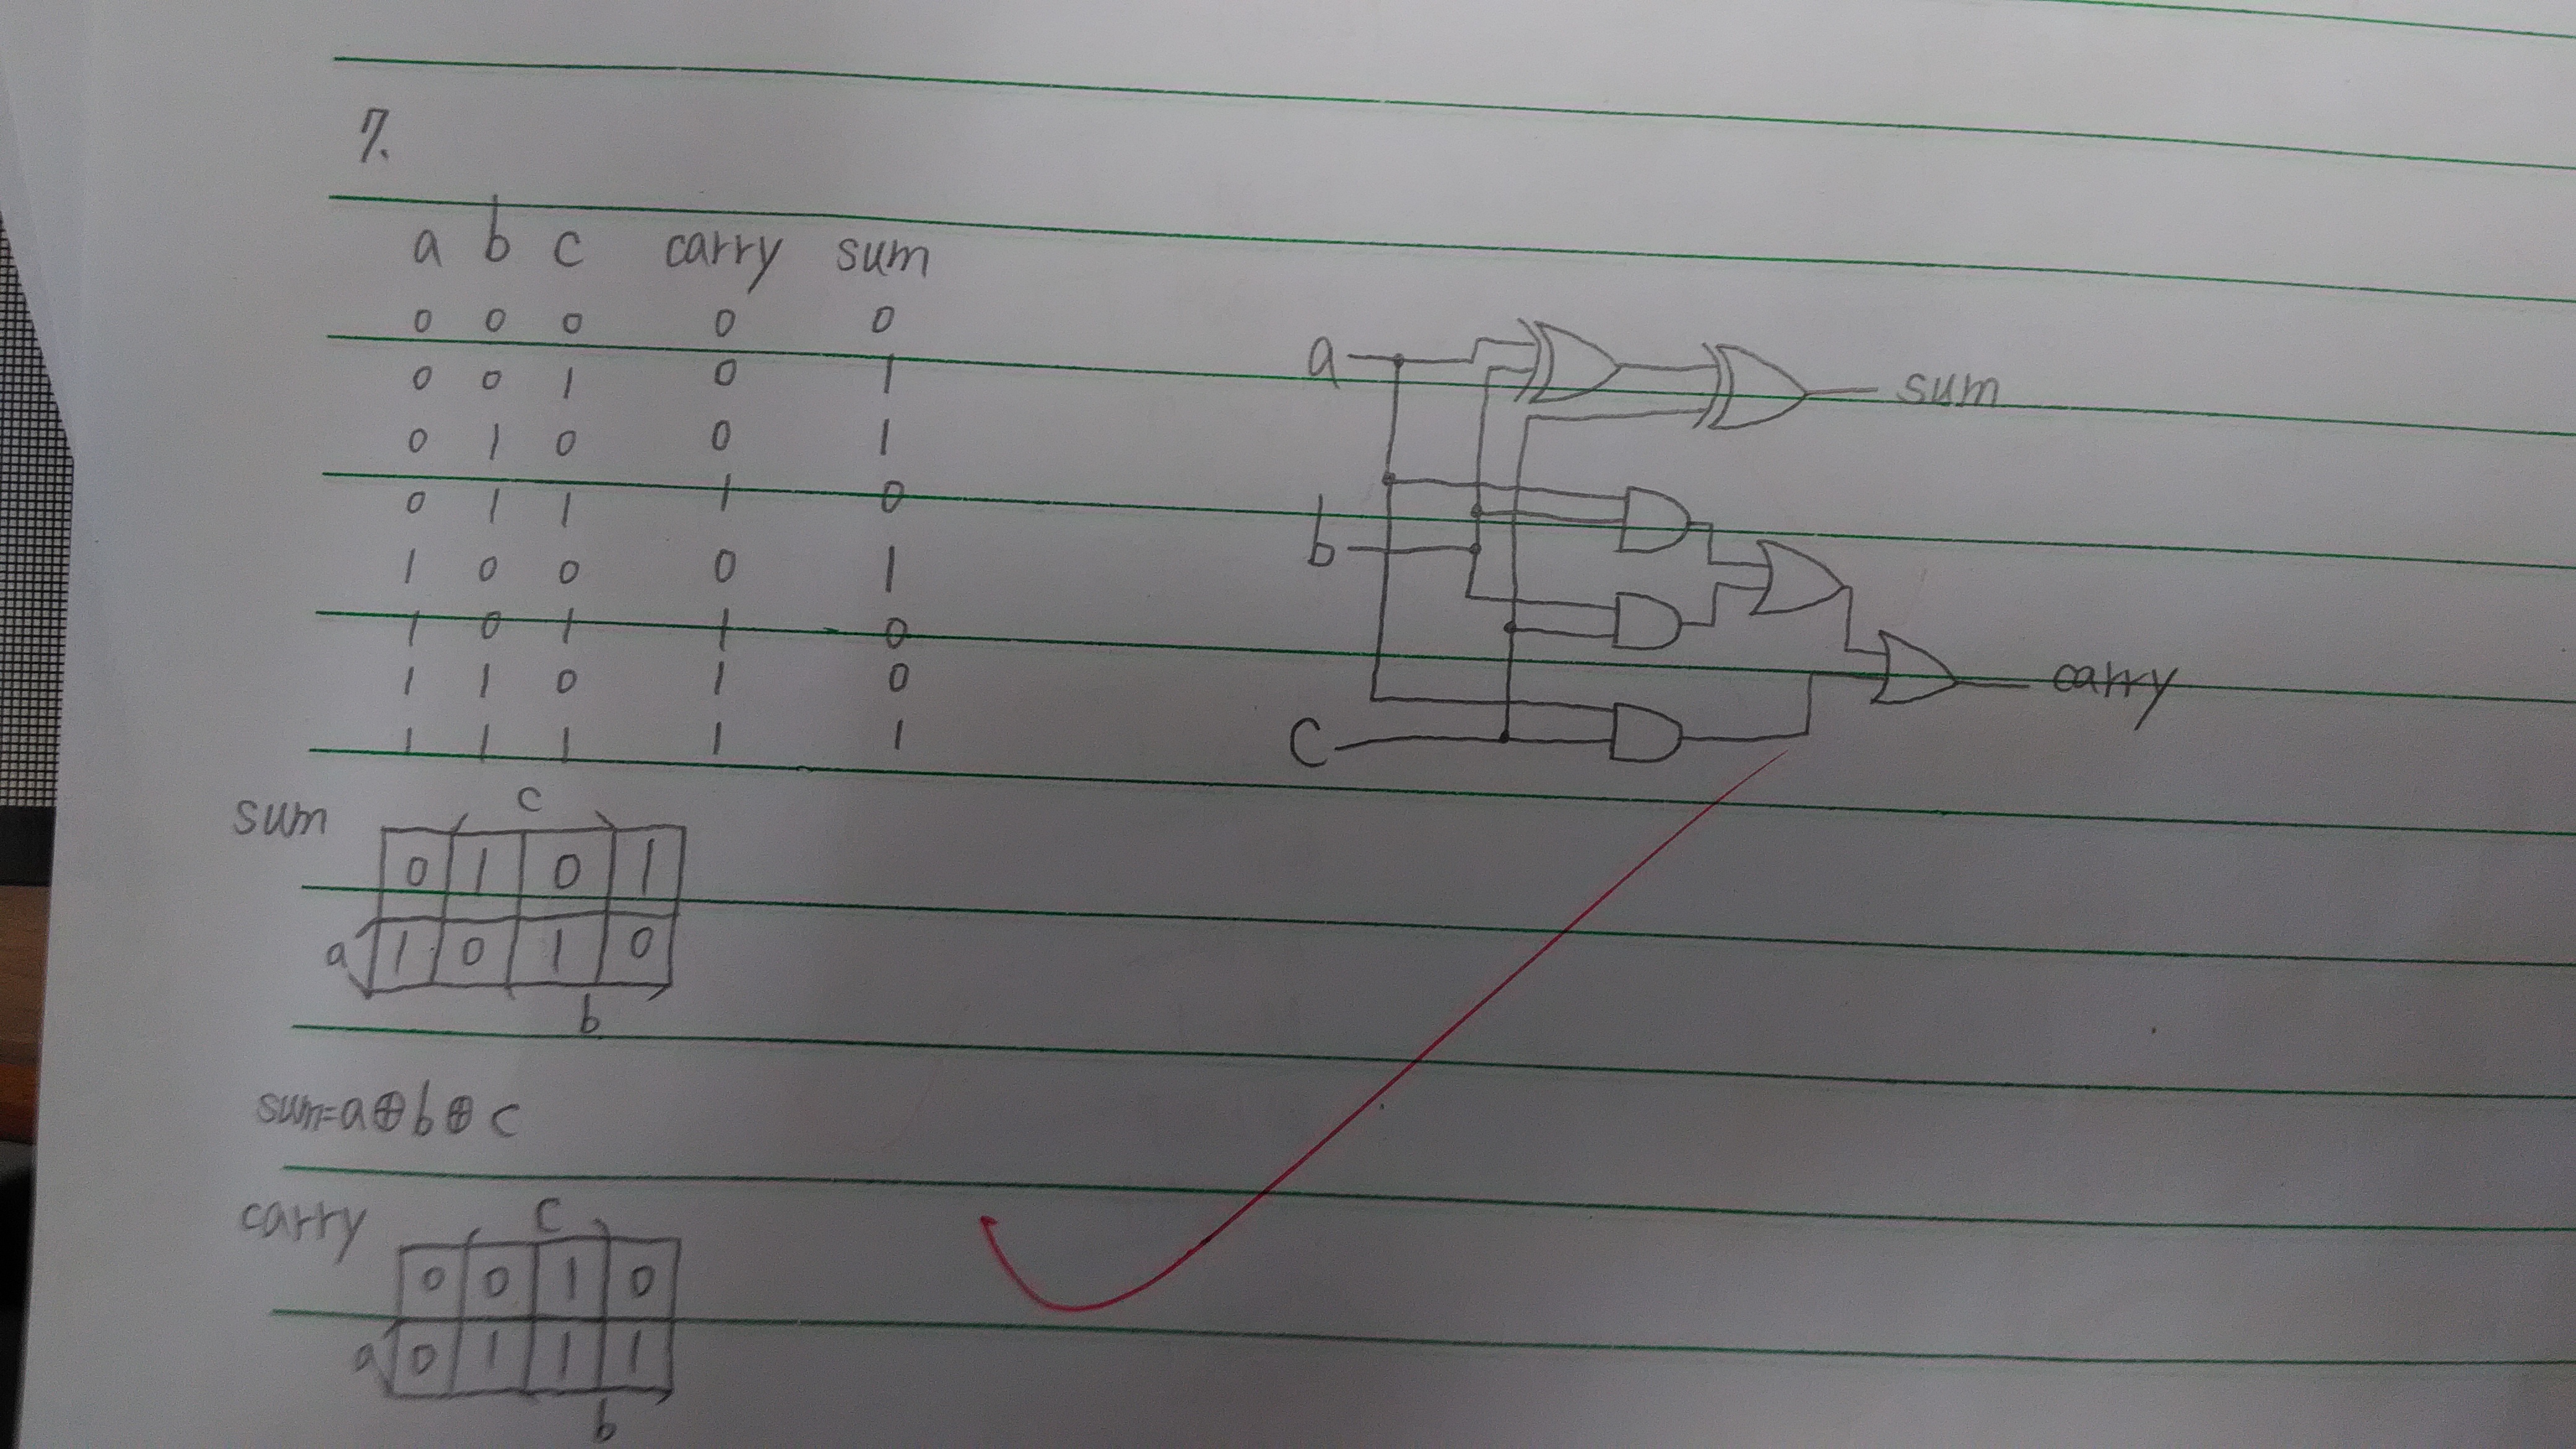 7.
a b c carry sum
0 0 0 0 0
0 0 1 0 1
0 1 0 0 1
0 1 1 1 0
1 0 0 0 1
1 0 1 1 0
1 1 0 1 0
1 1 1 1 1
a
sum
b
c
carry
sum
c
0 1 0 1
a 1 0 1 0
b
sum=a⊕b⊕c
carry
c
0 0 1 0
a 0 1 1 1
b